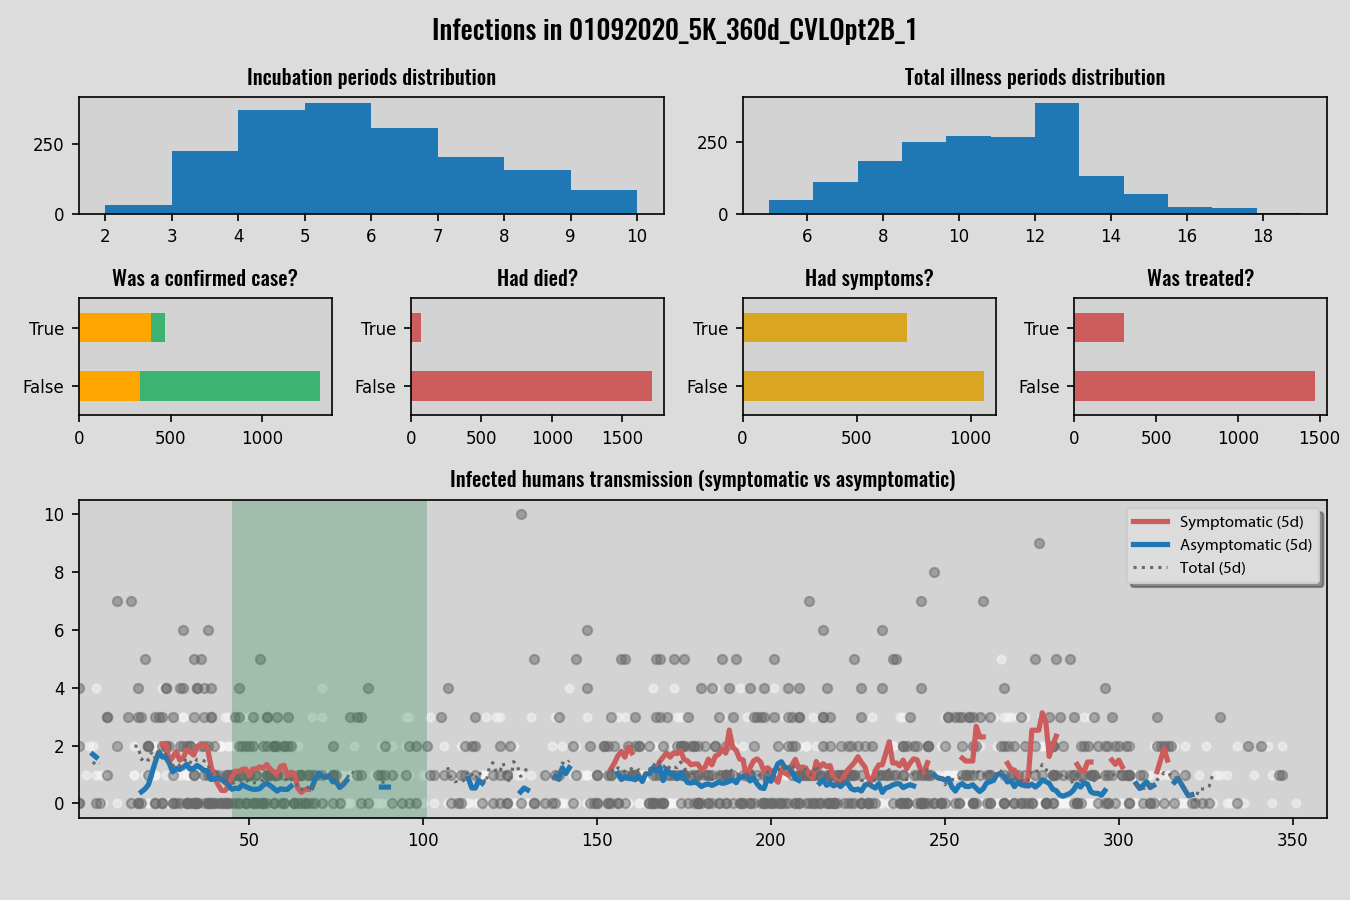 Infections in 01092020_5K_360d_CVLOpt2B_1
Incubation periods distribution
Total illness periods distribution
250
0
2 3 4 5 6 7 8 9 10
250
0
6 8 10 12 14 16 18
Was a confirmed case?
Had died?
Had symptoms?
Was treated?
True
False
0 500 1000
True
False
0 500 1000 1500
True
False
0 500 1000
True
False
0 500 1000 1500
Infected humans transmission (symptomatic vs asymptomatic)
10
8
6
4
2
0
Symptomatic (5d)
Asymptomatic (5d)
Total (5d)
50 100 150 200 250 300 350